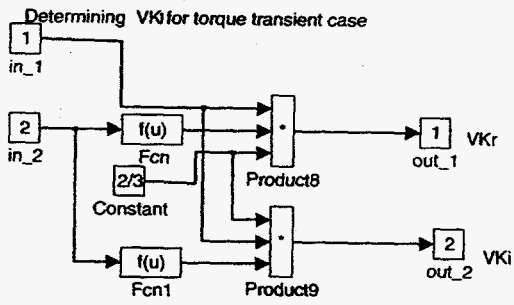 Determining VKi for torque transient case
1
in_1
2
in_2
f(u)
Fcn
2/3
Constant
*
Product8
1
out_1
VKr
f(u)
Fcn1
*
Product9
2
out_2
VKi